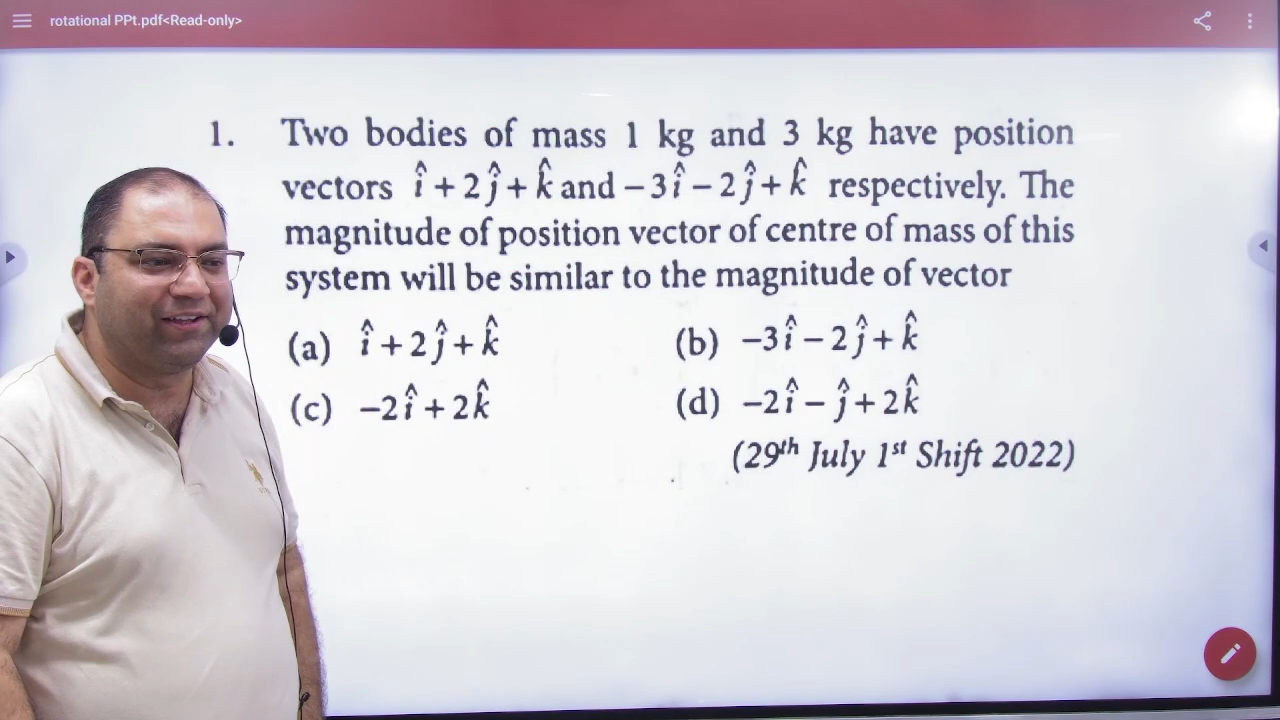 rotational PPt.pdf<Read-only>
1. Two bodies of mass 1 kg and 3 kg have position
vectors î + 2ĵ + k̂ and – 3î – 2ĵ + k̂ respectively. The
magnitude of position vector of centre of mass of this
system will be similar to the magnitude of vector
(a) î + 2ĵ + k̂ (b) –3î – 2ĵ + k̂
(c) –2î + 2k̂ (d) –2î – ĵ + 2k̂
(29th July 1st Shift 2022)